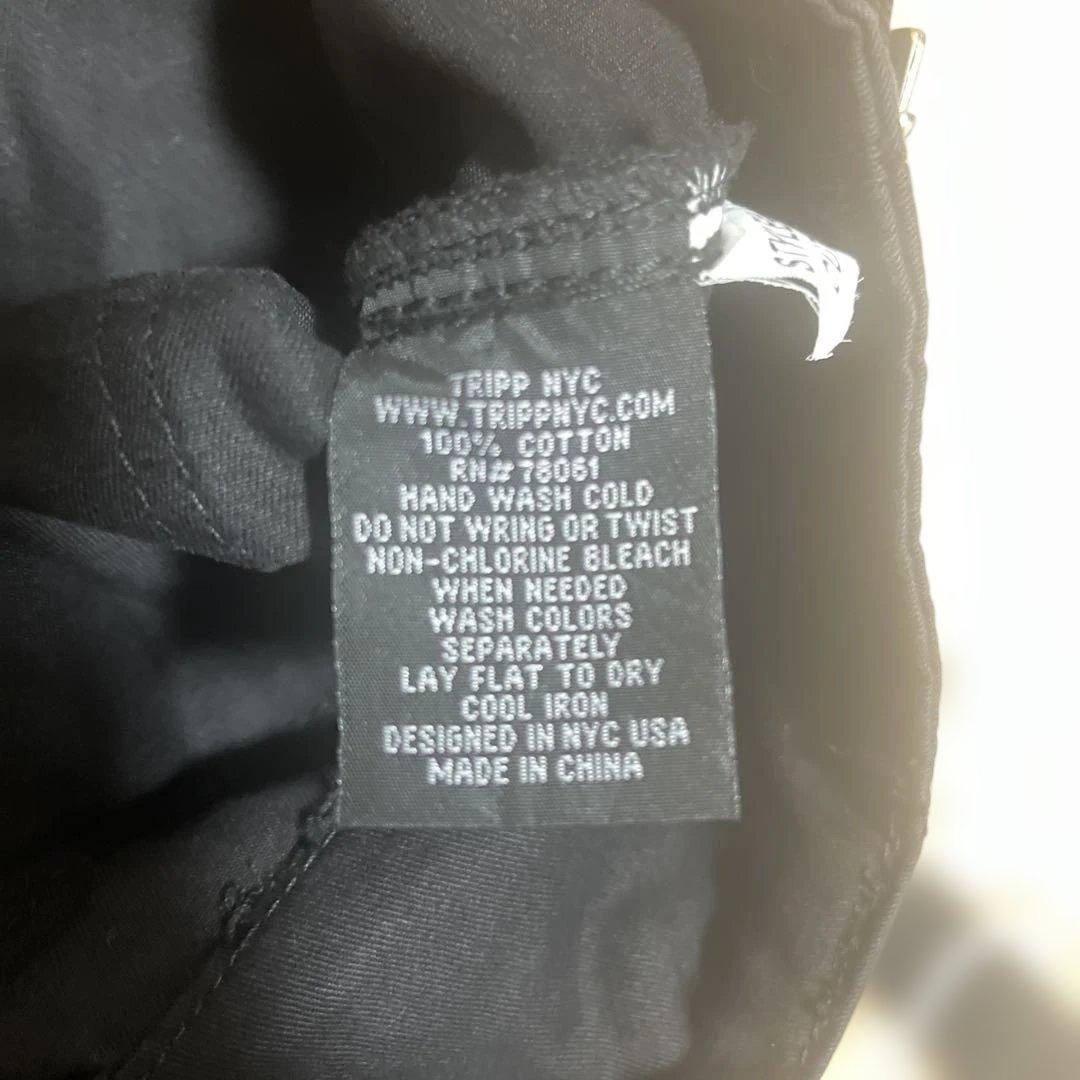 TRIPP NYC
WWW.TRIPPNYC.COM
100% COTTON
RN# 78061
HAND WASH COLD
DO NOT WRING OR TWIST
NON-CHLORINE BLEACH
WHEN NEEDED
WASH COLORS
SEPARATELY
LAY FLAT TO DRY
COOL IRON
DESIGNED IN NYC USA
MADE IN CHINA